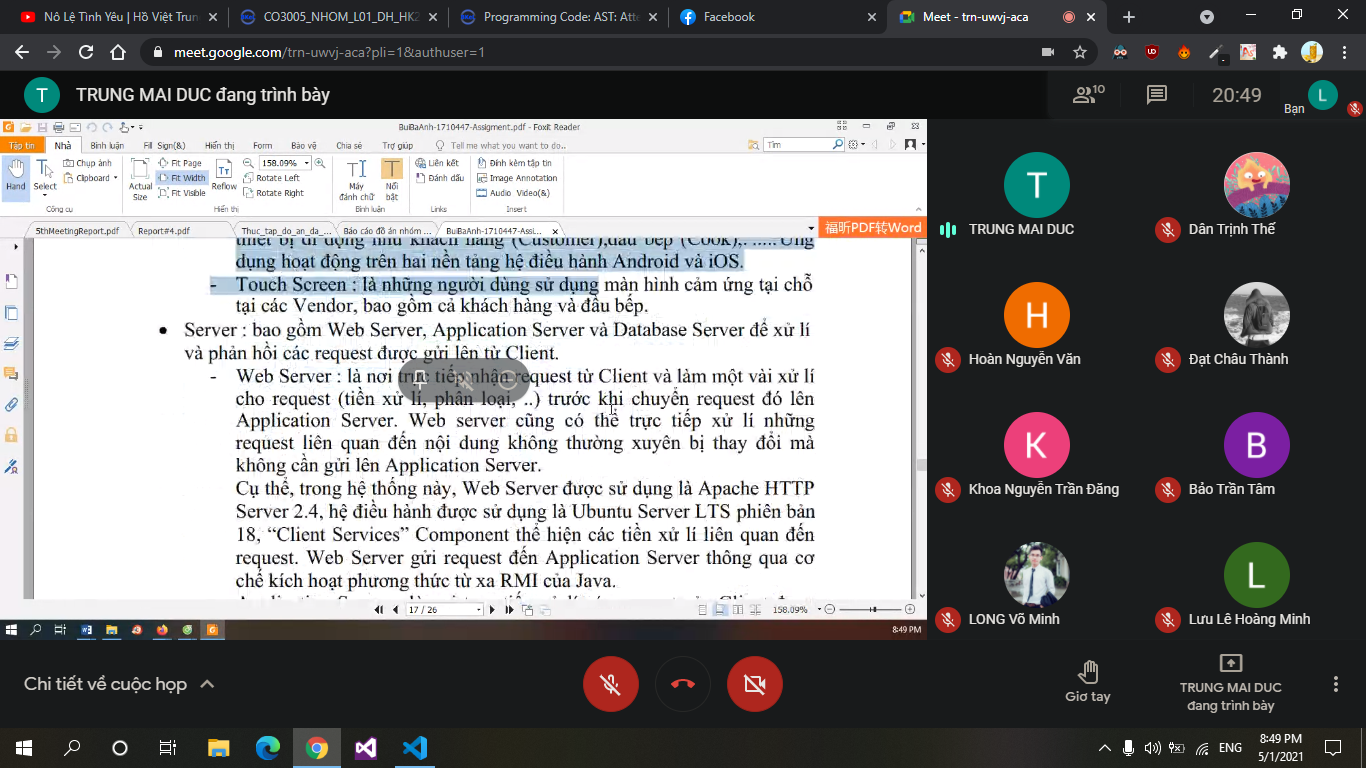 Nô Lệ Tình Yêu | Hồ Việt Trun
CO3005_NHOM_L01_DH_HK2
Programming Code: AST: Atte
Facebook
Meet - trn-uwvj-aca
meet.google.com/trn-uwvj-aca?pli=1&authuser=1
T
TRUNG MAI DUC đang trình bày
10
20:49
Bạn
L
BuiBaAnh-1710447-Assigment.pdf - Foxit Reader
Tập tin
Nhà
Bình luận
Fill Sign(&)
Hiển thị
Form
Bảo vệ
Chia sẻ
Trợ giúp
Tell me what you want to do..
Tìm
Hand
Select
Chụp ảnh
Clipboard
Công cụ
Actual Size
Fit Page
Fit Width
Fit Visible
Reflow
158.09%
Rotate Left
Rotate Right
Hiển thị
Máy đánh chữ
Nổi bật
Bình luận
Liên kết
Đánh dấu
Links
Đính kèm tập tin
Image Annotation
Audio Video(&)
Insert
5thMeetingReport.pdf
Report#4.pdf
Thuc_tap_do_an_da_...
Báo cáo đồ án nhóm ...
BuiBaAnh-1710447-Assi...
福昕PDF转Word
thiết bị di động như khách hàng (Customer),đầu bếp (Cook),. .....Ứng
dụng hoạt động trên hai nền tảng hệ điều hành Android và iOS.
- Touch Screen : là những người dùng sử dụng màn hình cảm ứng tại chỗ
tại các Vendor, bao gồm cả khách hàng và đầu bếp.
• Server : bao gồm Web Server, Application Server và Database Server để xử lí
và phản hồi các request được gửi lên từ Client.
- Web Server : là nơi trực tiếp nhận request từ Client và làm một vài xử lí
cho request (tiền xử lí, phân loại, ..) trước khi chuyển request đó lên
Application Server. Web server cũng có thể trực tiếp xử lí những
request liên quan đến nội dung không thường xuyên bị thay đổi mà
không cần gửi lên Application Server.
Cụ thể, trong hệ thống này, Web Server được sử dụng là Apache HTTP
Server 2.4, hệ điều hành được sử dụng là Ubuntu Server LTS phiên bản
18, “Client Services” Component thể hiện các tiền xử lí liên quan đến
request. Web Server gửi request đến Application Server thông qua cơ
chế kích hoạt phương thức từ xa RMI của Java.
17 / 26
158.09%
8:49 PM
T
TRUNG MAI DUC
Dân Trịnh Thế
H
Hoàn Nguyễn Văn
Đạt Châu Thành
K
Khoa Nguyễn Trần Đăng
B
Bảo Trần Tâm
LONG Võ Minh
L
Lưu Lê Hoàng Minh
Chi tiết về cuộc họp
Giơ tay
TRUNG MAI DUC
đang trình bày
ENG
8:49 PM
5/1/2021